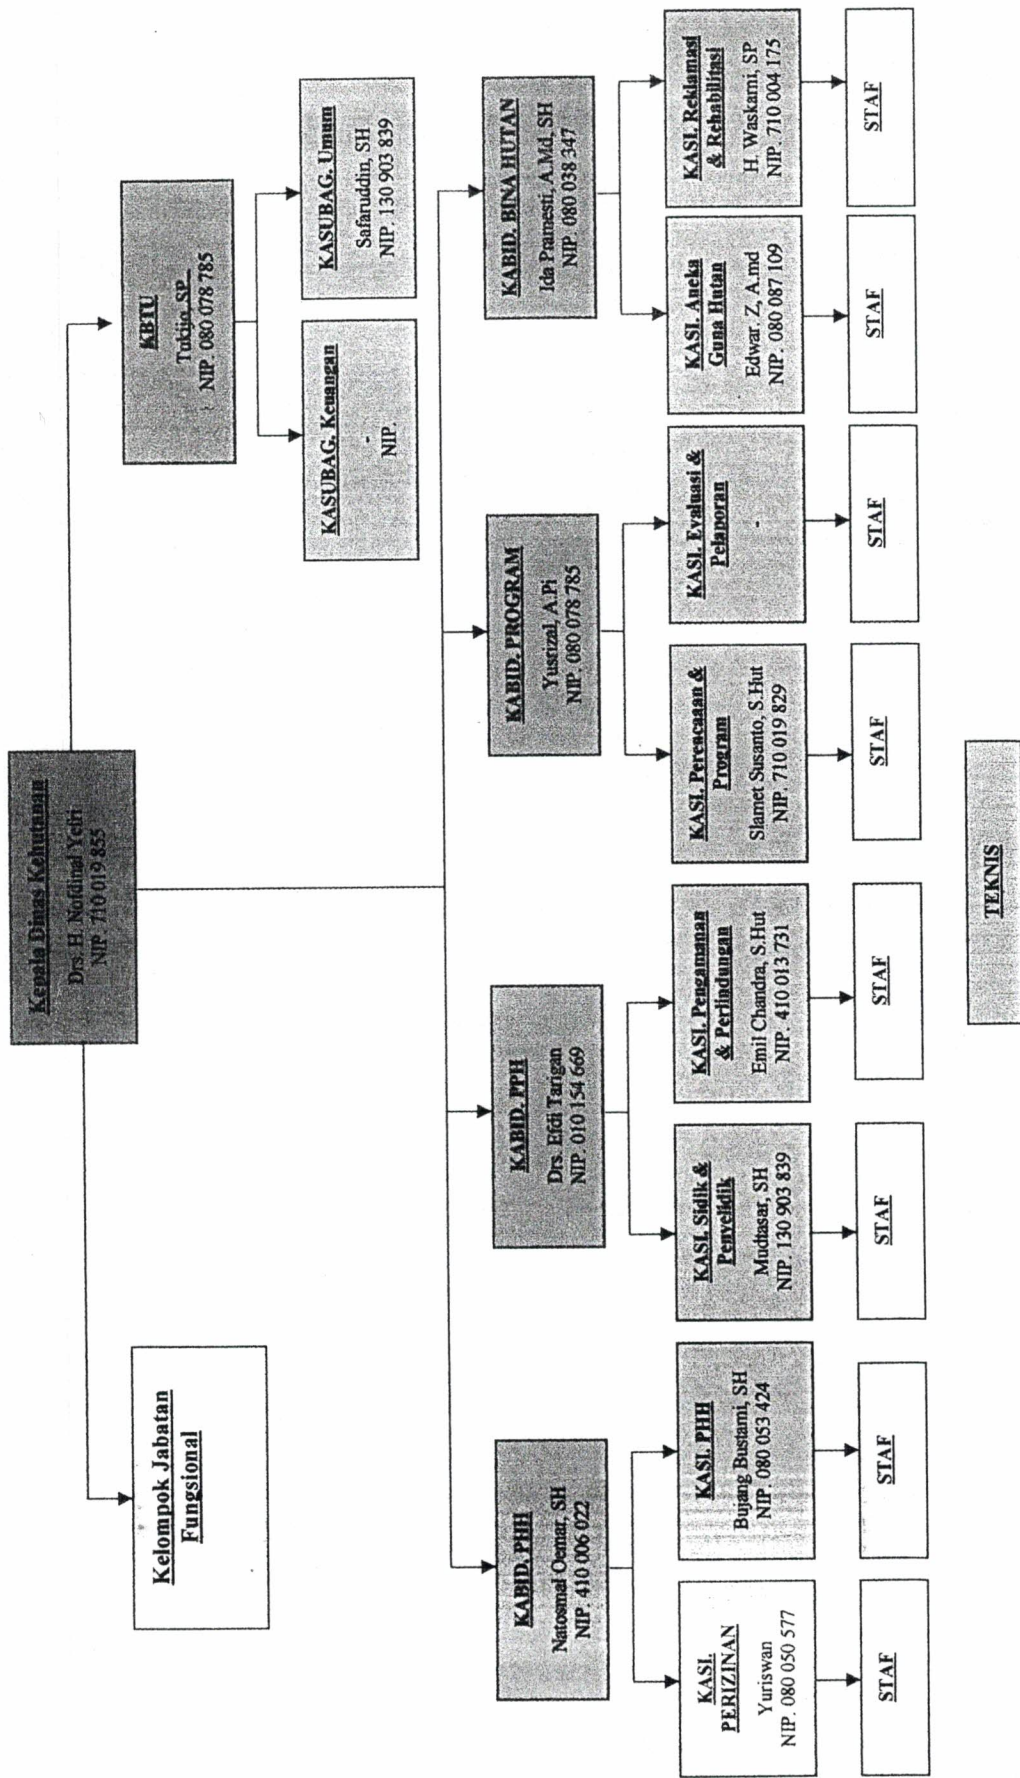 Kepala Dinas Kehutanan
Drs. H. Nofdinal Yefri
NIP. 710 019 855
Kelompok Jabatan
Fungsional
KBTU
Tukijo, SP
NIP. 080 078 785
KASUBAG. Keuangan
-
NIP.
KASUBAG. Umum
Safaruddin, SH
NIP. 130 903 839
KABID. PHH
Natosmal Oemar, SH
NIP. 410 006 022
KABID. PPH
Drs. Efdi Tarigan
NIP. 010 154 669
KABID. PROGRAM
Yusrizal, A.Pi
NIP. 080 078 785
KABID. BINA HUTAN
Ida Pramesti, A.Md, SH
NIP. 080 038 347
KASI.
PERIZINAN
Yuriswan
NIP. 080 050 577
KASI. PHH
Bujang Bustami, SH
NIP. 080 053 424
KASI. Sidik &
Penyelidik
Mudtasar, SH
NIP. 130 903 839
KASI. Pengamanan
& Perlindungan
Emil Chandra, S.Hut
NIP. 410 013 731
KASI. Perencaaan &
Program
Slamet Susanto, S.Hut
NIP. 710 019 829
KASI. Evaluasi &
Pelaporan
-
KASI. Aneka
Guna Hutan
Edwar. Z, A.md
NIP. 080 087 109
KASI. Reklamasi
& Rehabilitasi
H. Waskami, SP
NIP. 710 004 175
STAF
STAF
STAF
STAF
STAF
STAF
STAF
STAF
TEKNIS